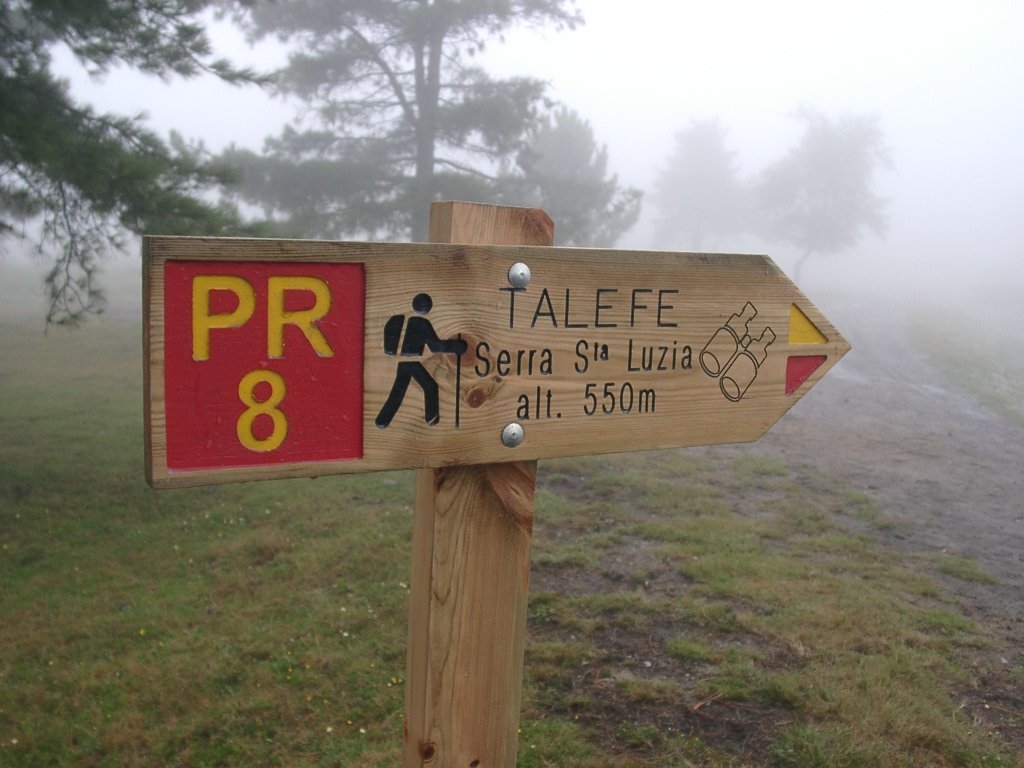 PR
8
TALEFE
Serra Sta Luzia
alt. 550m